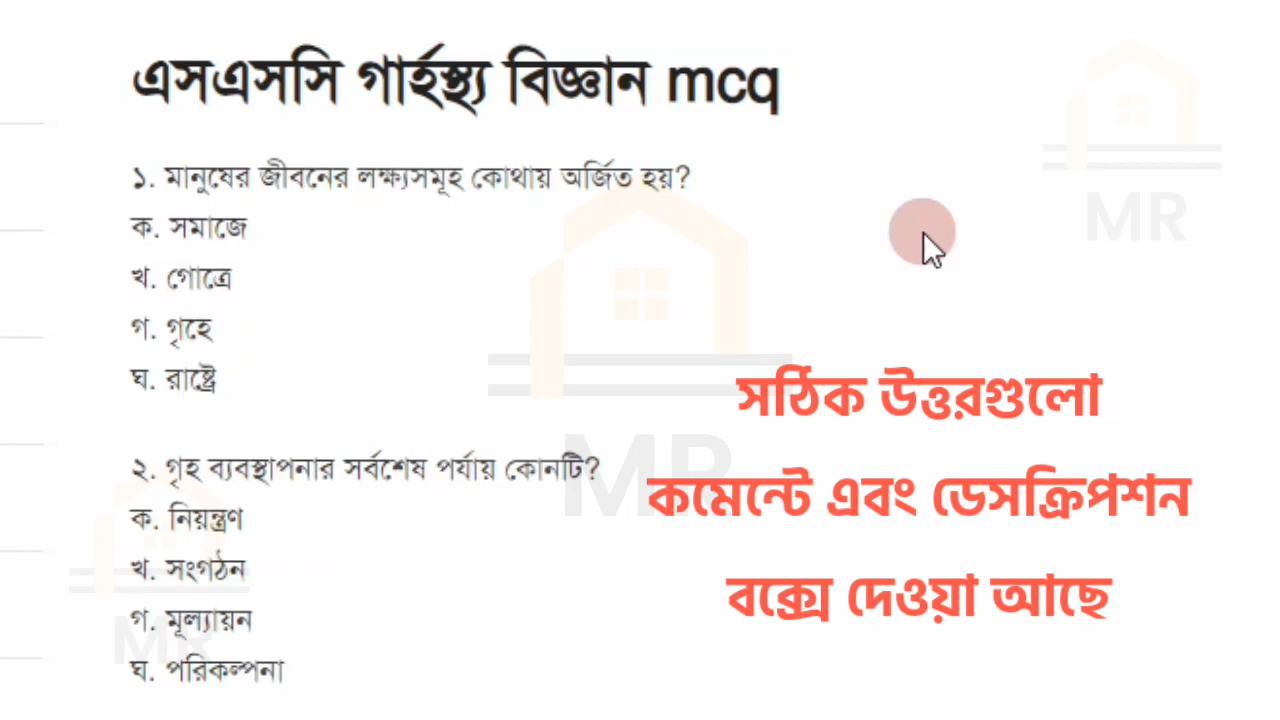 এসএসসি গার্হস্থ্য বিজ্ঞান mcq
১. মানুষের জীবনের লক্ষ্যসমূহ কোথায় অর্জিত হয়?
ক. সমাজে
খ. গোত্রে
গ. গৃহে
ঘ. রাষ্ট্রে
২. গৃহ ব্যবস্থাপনার সর্বশেষ পর্যায় কোনটি?
ক. নিয়ন্ত্রণ
খ. সংগঠন
গ. মূল্যায়ন
ঘ. পরিকল্পনা
সঠিক উত্তরগুলো
কমেন্টে এবং ডেসক্রিপশন
বক্সে দেওয়া আছে
MR
MR
MR